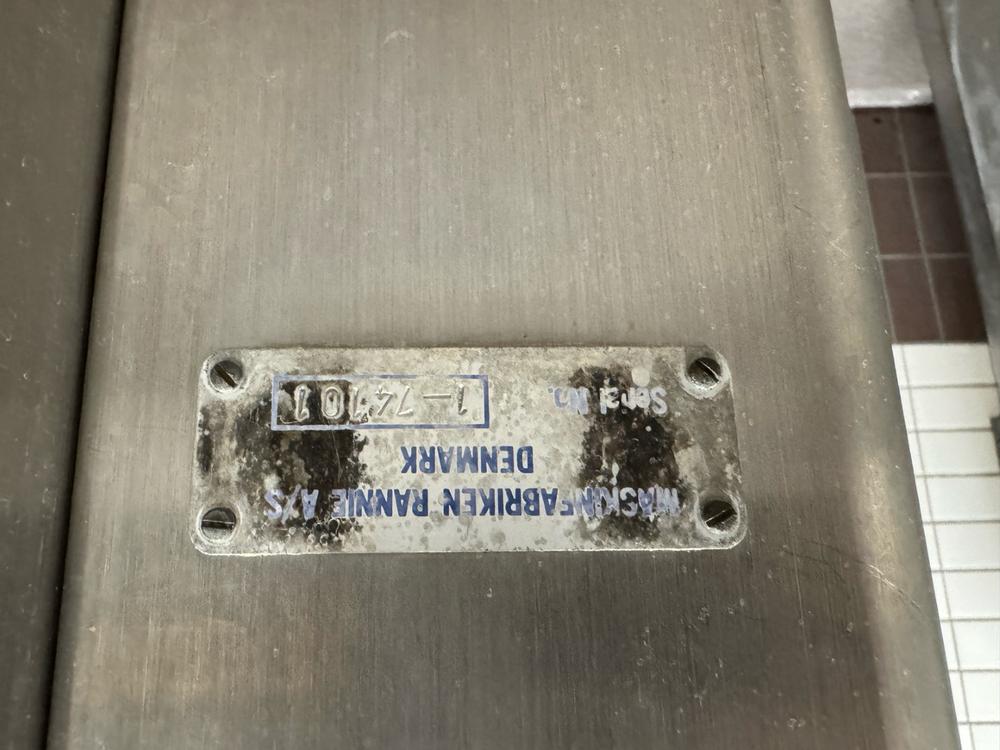 MASKINFABRIKEN RANNIE A/S
DENMARK
Serial No. 1-74101